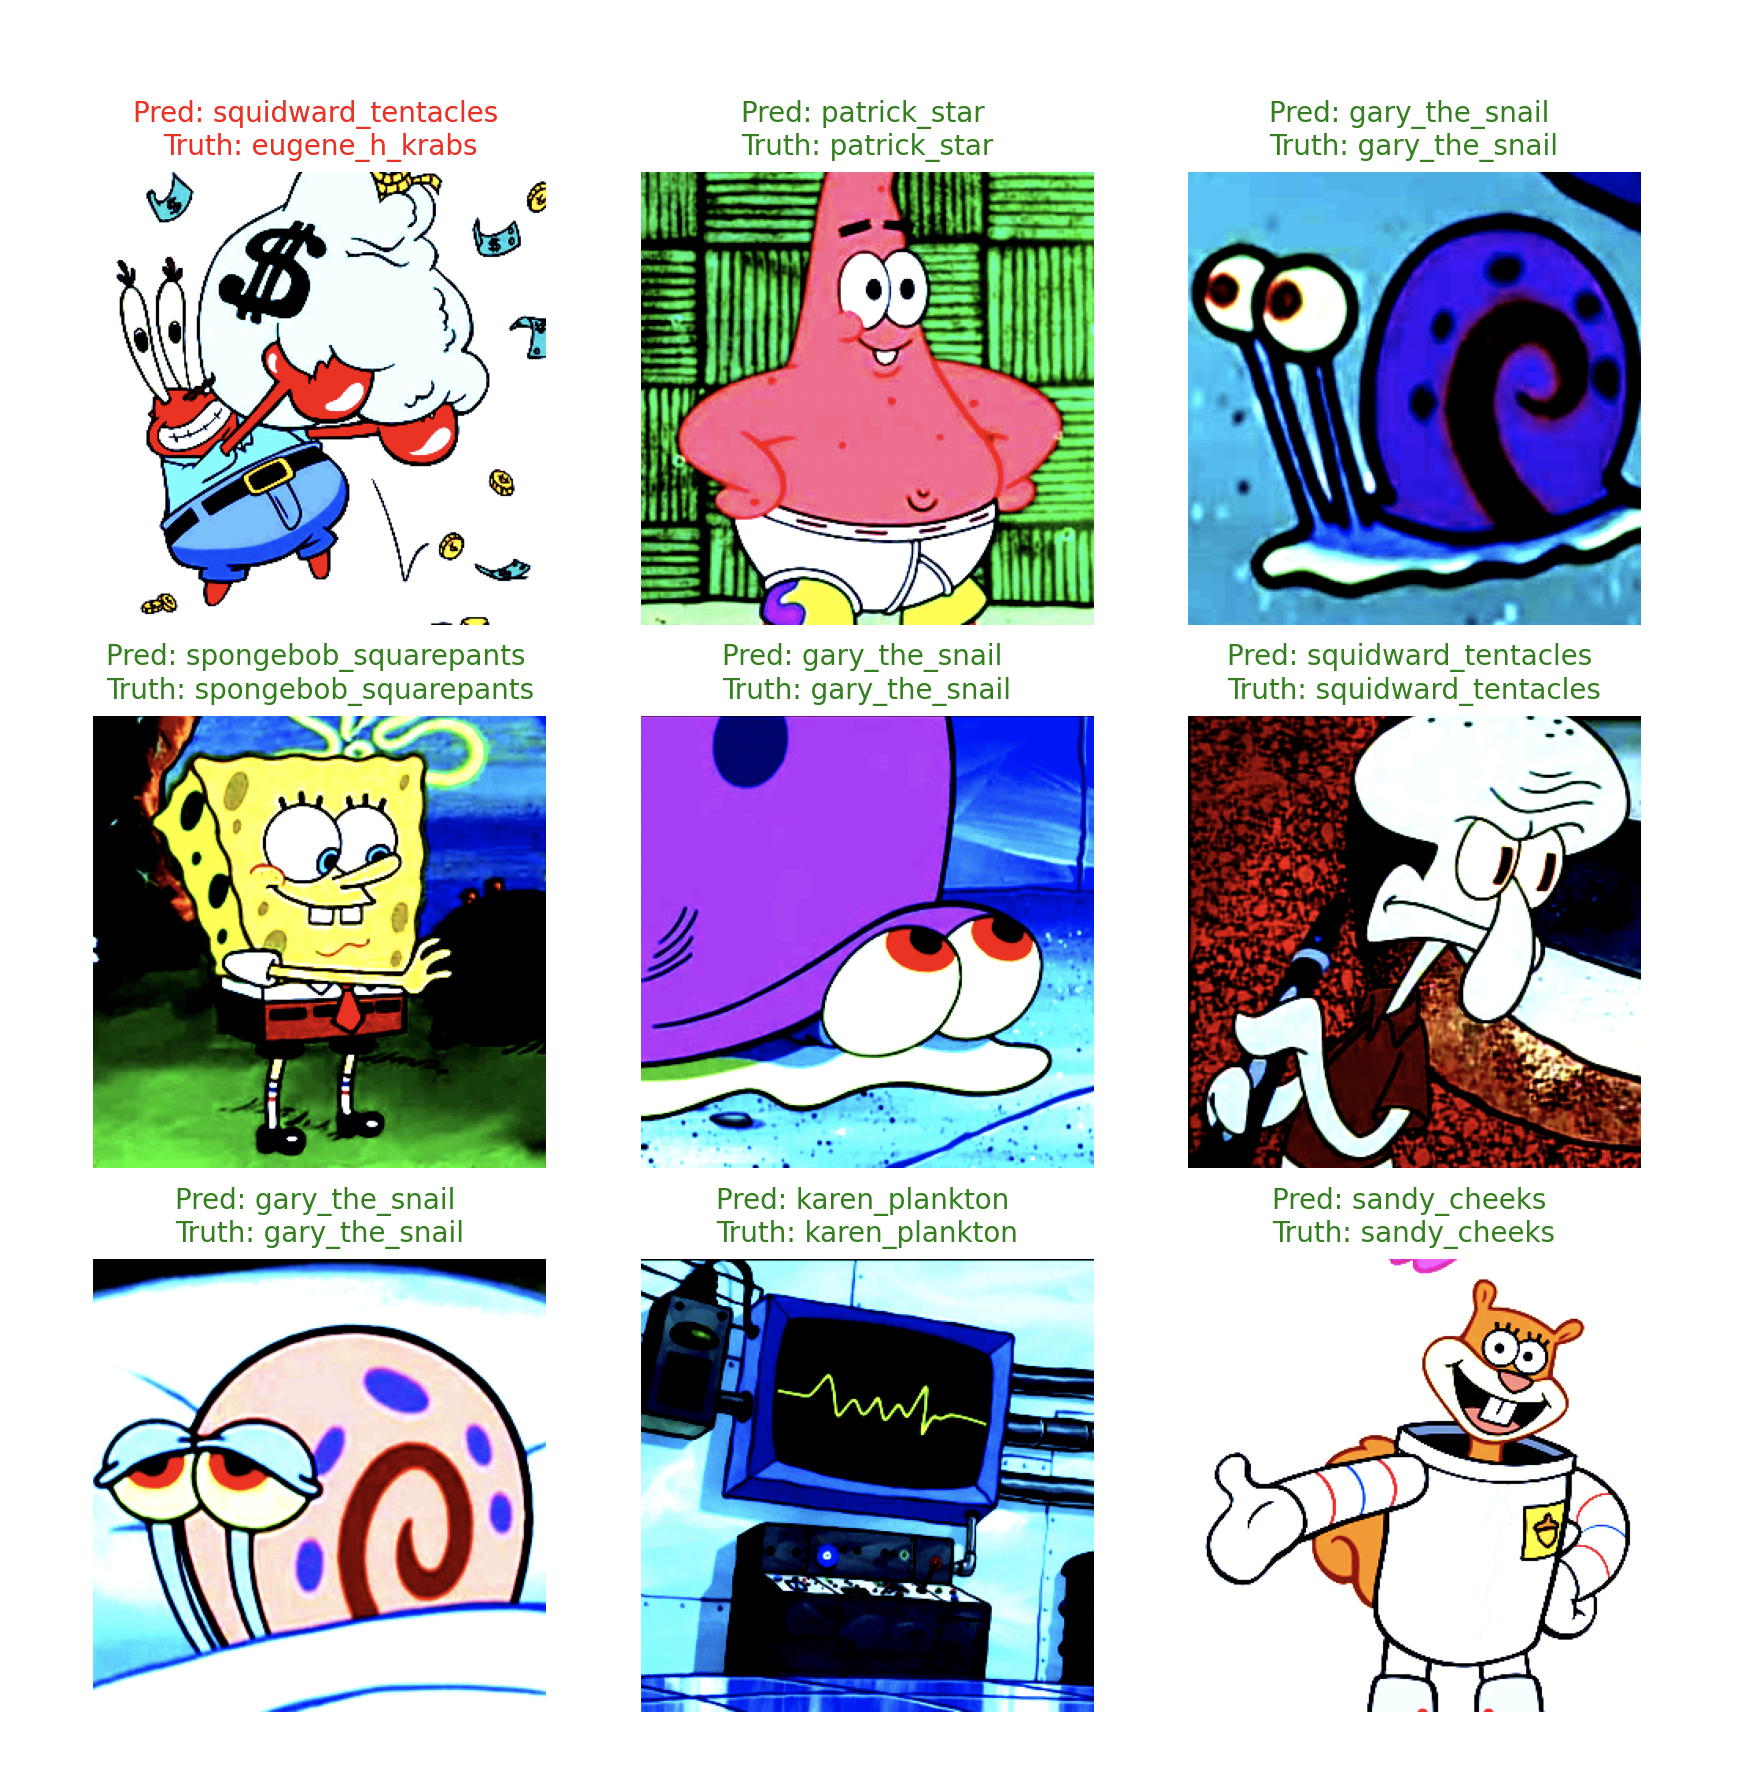 Pred: squidward_tentacles
Truth: eugene_h_krabs
Pred: patrick_star
Truth: patrick_star
Pred: gary_the_snail
Truth: gary_the_snail
$
Pred: spongebob_squarepants
Truth: spongebob_squarepants
Pred: gary_the_snail
Truth: gary_the_snail
Pred: squidward_tentacles
Truth: squidward_tentacles
Pred: gary_the_snail
Truth: gary_the_snail
Pred: karen_plankton
Truth: karen_plankton
Pred: sandy_cheeks
Truth: sandy_cheeks